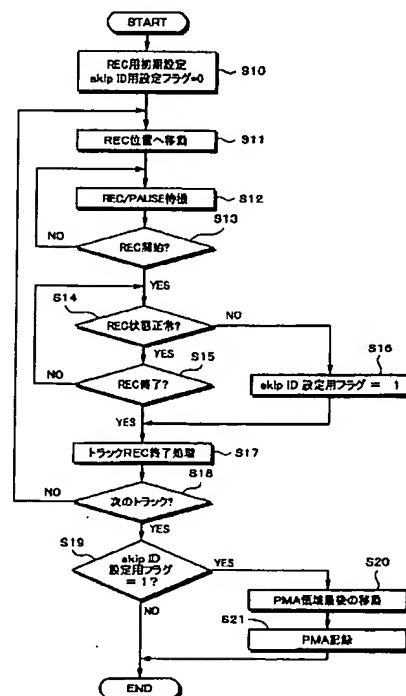 START
REC用初期設定
skip ID用設定フラグ=0
S10
REC位置へ移動
S11
REC/PAUSE待機
S12
S13
REC開始?
NO
YES
S14
REC状態正常?
NO
YES
S15
S16
skip ID 設定用フラグ = 1
REC終了?
NO
YES
トラックREC終了処理
S17
S18
次のトラック?
NO
YES
S19
skip ID
設定用フラグ
= 1?
YES
NO
S20
PMA領域最後の移動
S21
PMA記録
END